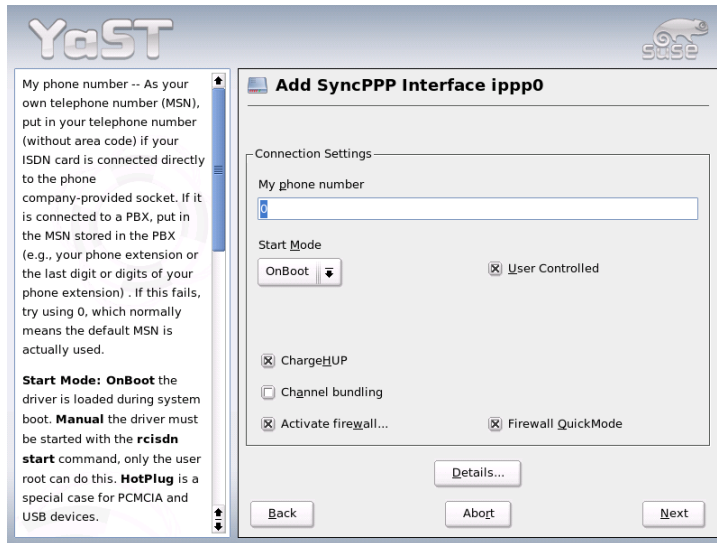 YaST
SUSE
My phone number -- As your
own telephone number (MSN),
put in your telephone number
(without area code) if your
ISDN card is connected directly
to the phone
company-provided socket. If it
is connected to a PBX, put in
the MSN stored in the PBX
(e.g., your phone extension or
the last digit or digits of your
phone extension) . If this fails,
try using 0, which normally
means the default MSN is
actually used.
Start Mode: OnBoot the
driver is loaded during system
boot. Manual the driver must
be started with the rcisdn
start command, only the user
root can do this. HotPlug is a
special case for PCMCIA and
USB devices.
Add SyncPPP Interface ippp0
Connection Settings
My phone number
0
Start Mode
OnBoot
User Controlled
ChargeHUP
Channel bundling
Activate firewall...
Firewall QuickMode
Details...
Back
Abort
Next